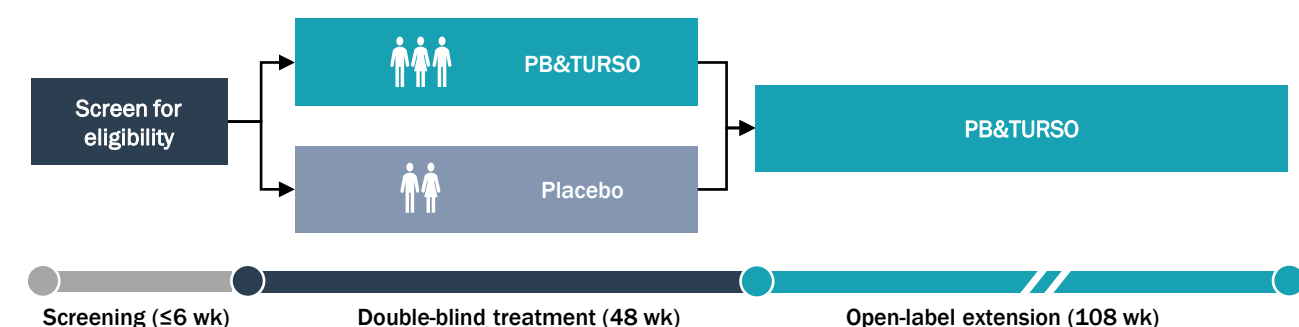 Screen for
eligibility
PB&TURSO
Placebo
PB&TURSO
Screening (≤6 wk)
Double-blind treatment (48 wk)
Open-label extension (108 wk)